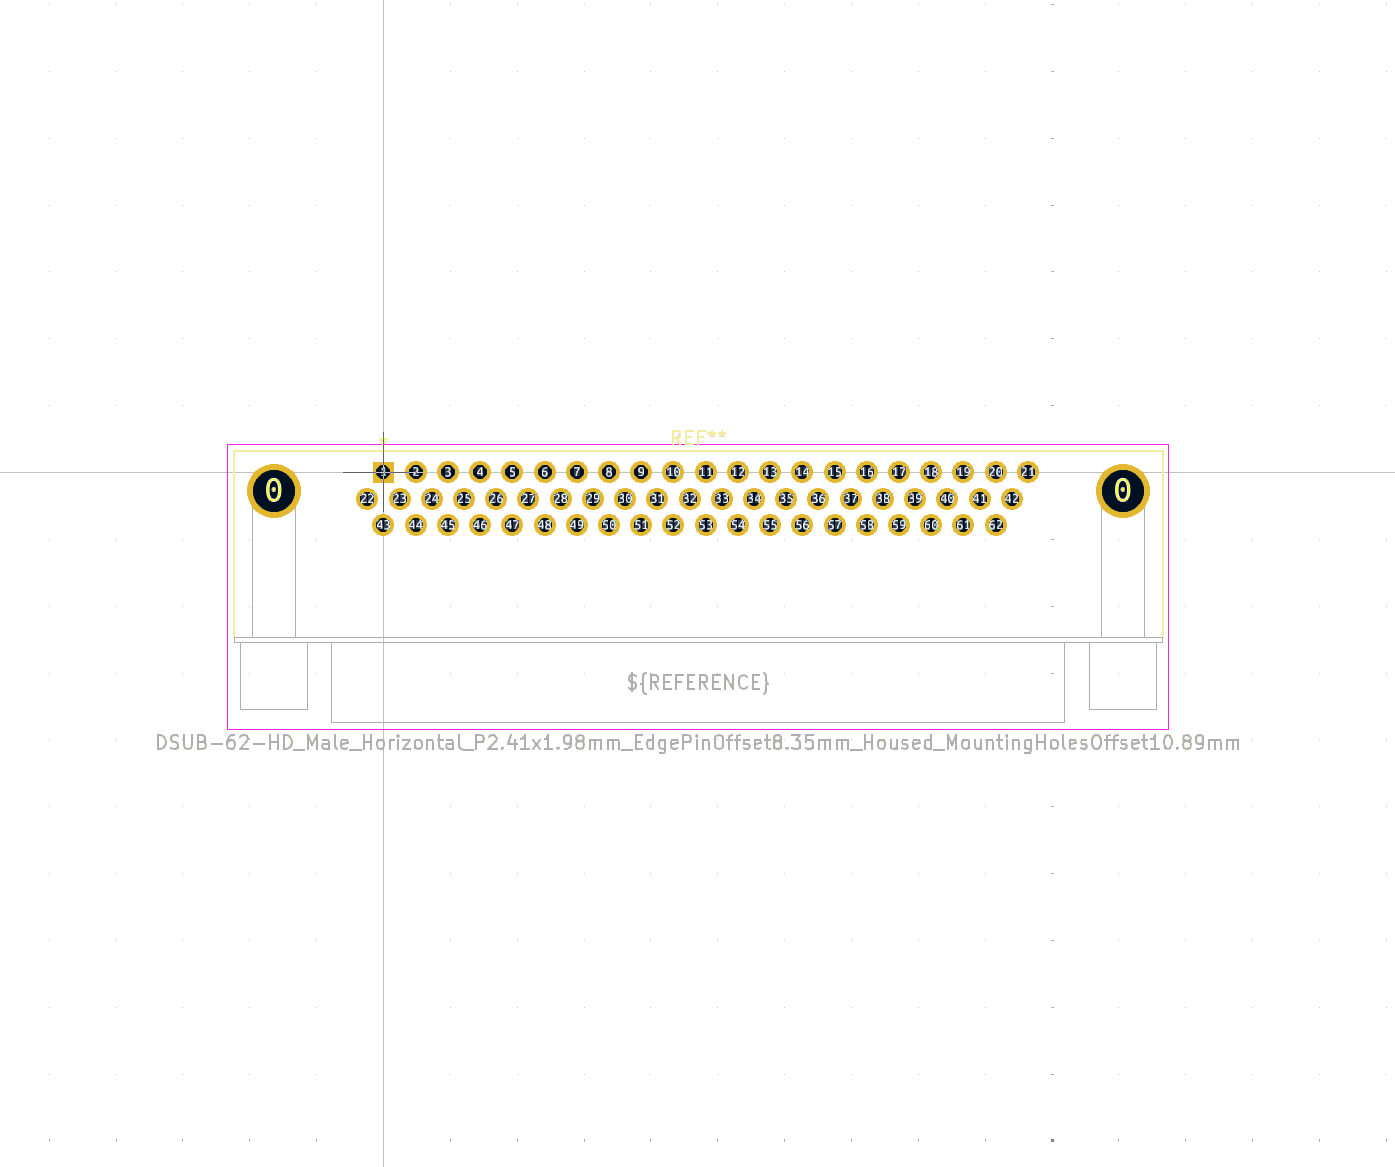 REF**
1 2 3 4 5 6 7 8 9 10 11 12 13 14 15 16 17 18 19 20 21
0 0
22 23 24 25 26 27 28 29 30 31 32 33 34 35 36 37 38 39 40 41 42
43 44 45 46 47 48 49 50 51 52 53 54 55 56 57 58 59 60 61 62
${REFERENCE}
DSUB-62-HD_Male_Horizontal_P2.41x1.98mm_EdgePinOffset8.35mm_Housed_MountingHolesOffset10.89mm